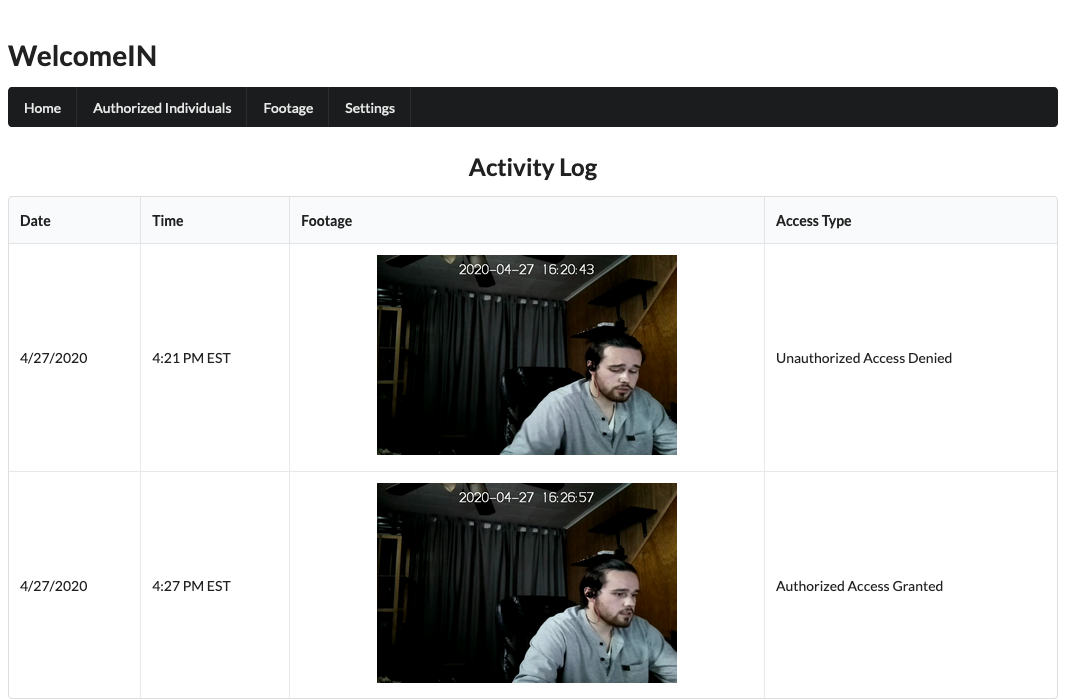 WelcomeIN
Home Authorized Individuals Footage Settings
Activity Log
Date Time Footage Access Type
2020-04-27 16:20:43
4/27/2020 4:21 PM EST Unauthorized Access Denied
2020-04-27 16:26:57
4/27/2020 4:27 PM EST Authorized Access Granted